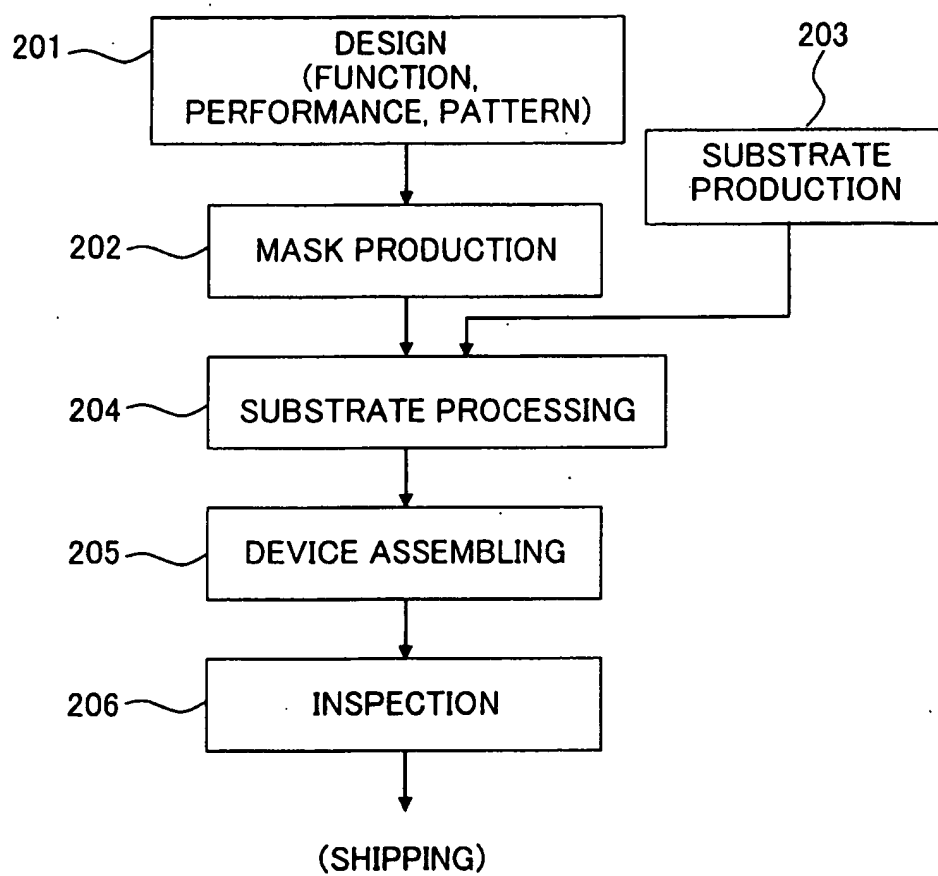 201
DESIGN
(FUNCTION,
PERFORMANCE, PATTERN)
203
SUBSTRATE
PRODUCTION
202
MASK PRODUCTION
204
SUBSTRATE PROCESSING
205
DEVICE ASSEMBLING
206
INSPECTION
(SHIPPING)